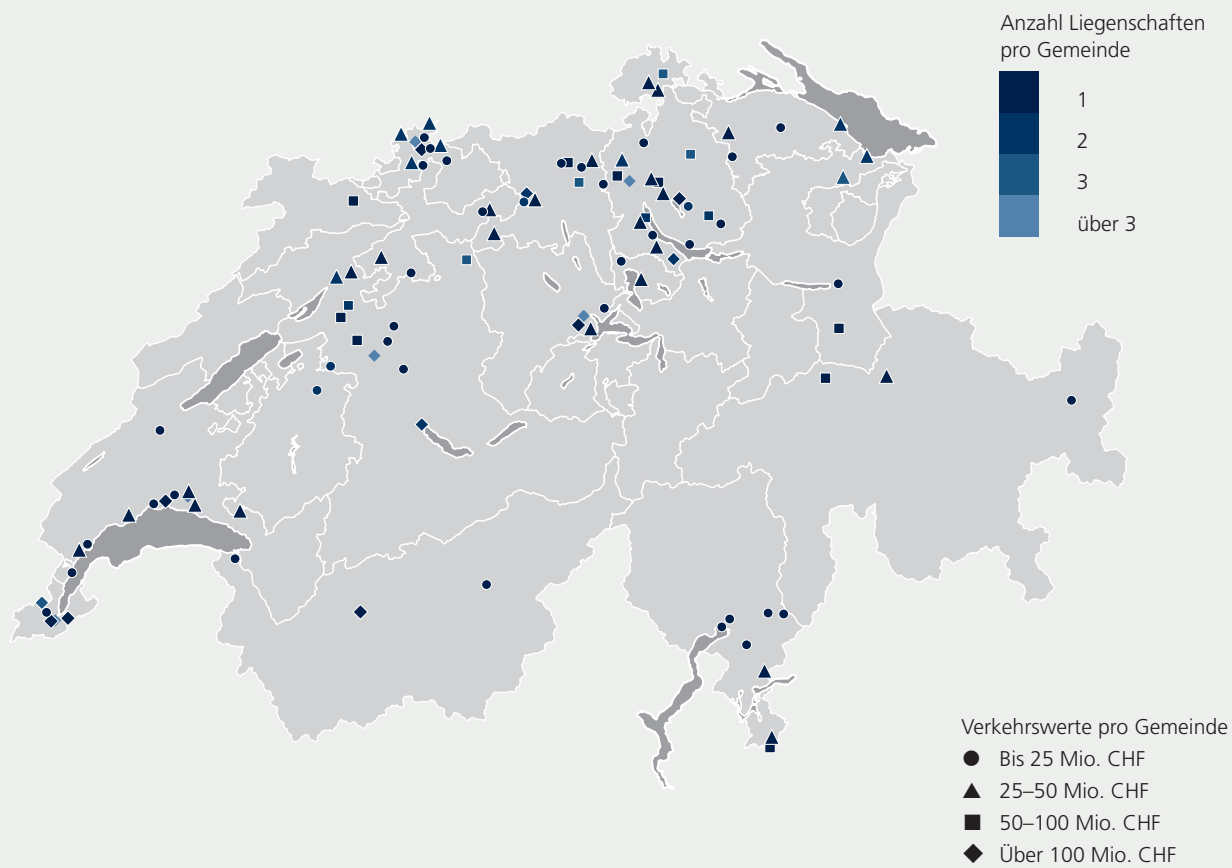 Anzahl Liegenschaften
pro Gemeinde
1
2
3
über 3
Verkehrswerte pro Gemeinde
Bis 25 Mio. CHF
25–50 Mio. CHF
50–100 Mio. CHF
Über 100 Mio. CHF